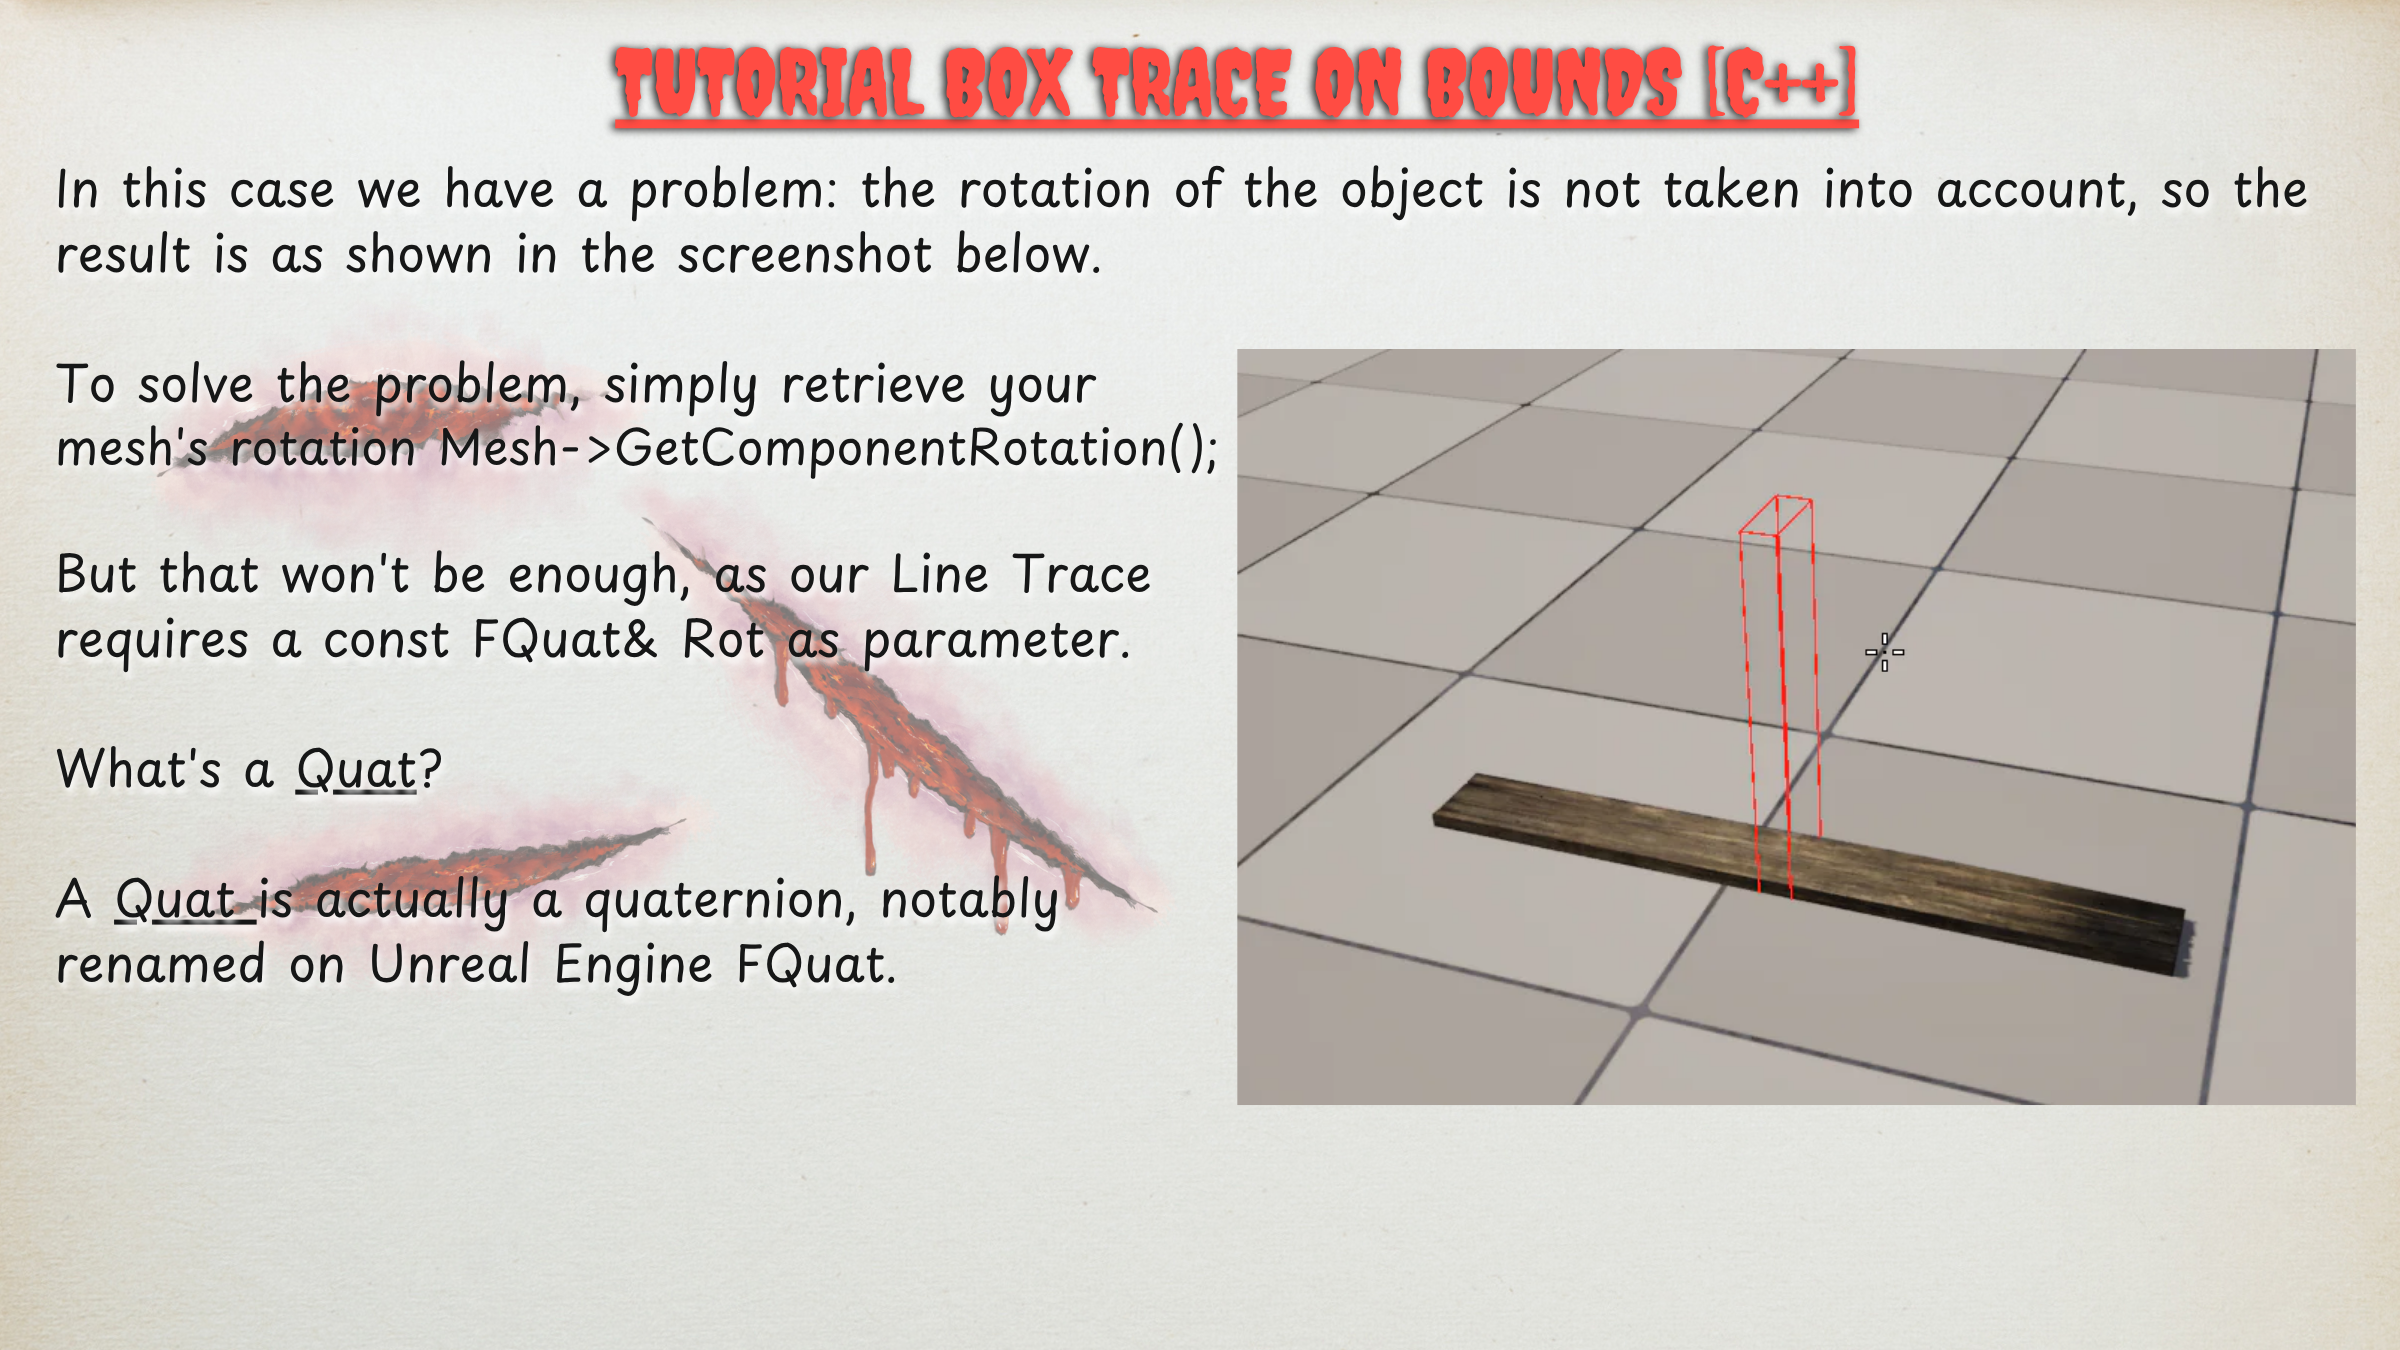 TUTORIAL BOX TRACE ON BOUNDS [C++]
In this case we have a problem: the rotation of the object is not taken into account, so the
result is as shown in the screenshot below.
To solve the problem, simply retrieve your
mesh's rotation Mesh->GetComponentRotation();
But that won't be enough, as our Line Trace
requires a const FQuat& Rot as parameter.
What's a Quat?
A Quat is actually a quaternion, notably
renamed on Unreal Engine FQuat.